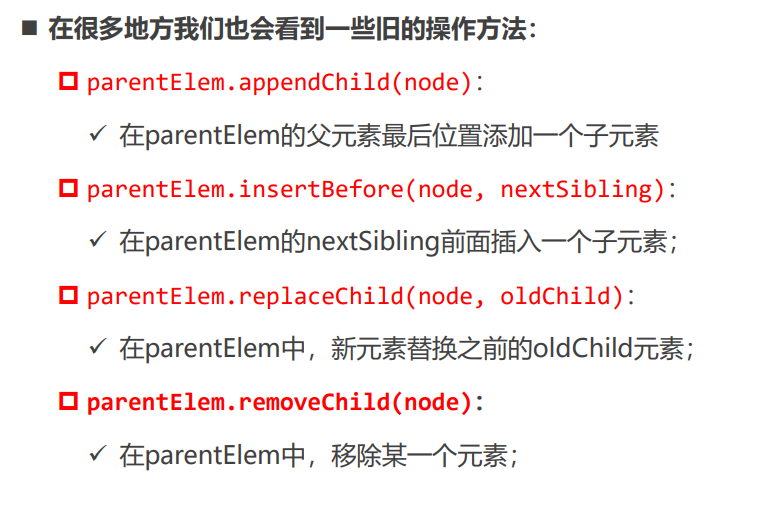 ■ 在很多地方我们也会看到一些旧的操作方法：
parentElem.appendChild(node)：
✓ 在parentElem的父元素最后位置添加一个子元素
parentElem.insertBefore(node, nextSibling)：
✓ 在parentElem的nextSibling前面插入一个子元素；
parentElem.replaceChild(node, oldChild)：
✓ 在parentElem中，新元素替换之前的oldChild元素；
parentElem.removeChild(node)：
✓ 在parentElem中，移除某一个元素；